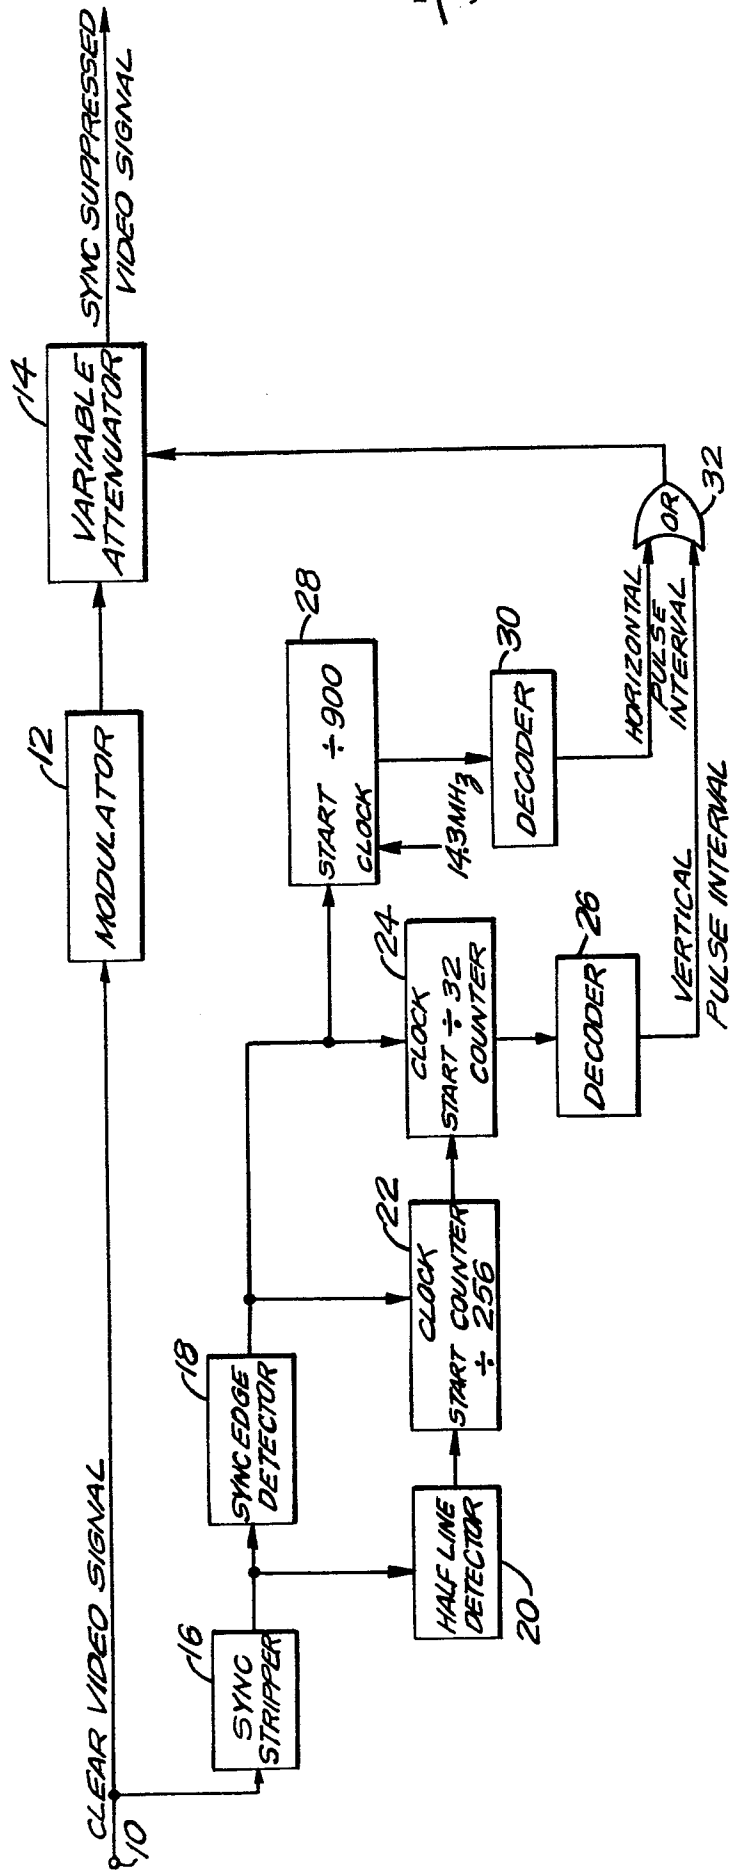 CLEAR VIDEO SIGNAL
10
12
MODULATOR
14
VARIABLE
ATTENUATOR
SYNC SUPPRESSED
VIDEO SIGNAL
16
SYNC
STRIPPER
18
SYNC EDGE
DETECTOR
28
START ÷ 900
CLOCK
14.3MHz
30
DECODER
HALF LINE
DETECTOR
20
22
CLOCK
START COUNTER
÷ 256
24
CLOCK
START ÷ 32
COUNTER
26
DECODER
HORIZONTAL
PULSE
INTERVAL
VERTICAL
PULSE INTERVAL
OR
32